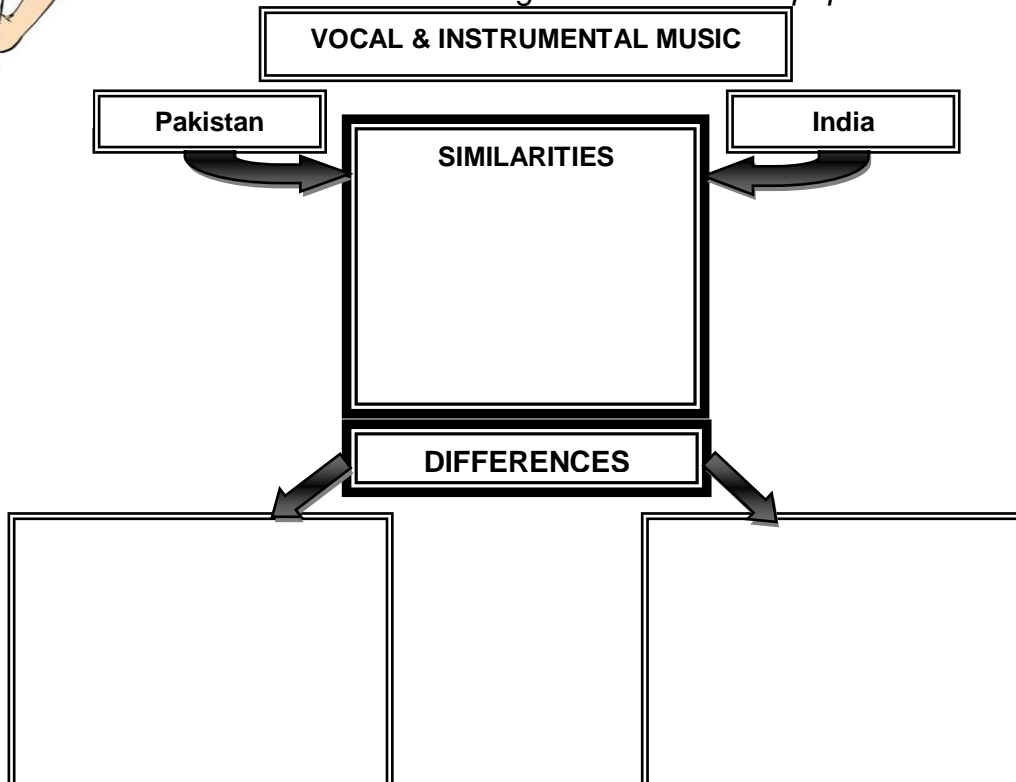 VOCAL & INSTRUMENTAL MUSIC
Pakistan
India
SIMILARITIES
DIFFERENCES